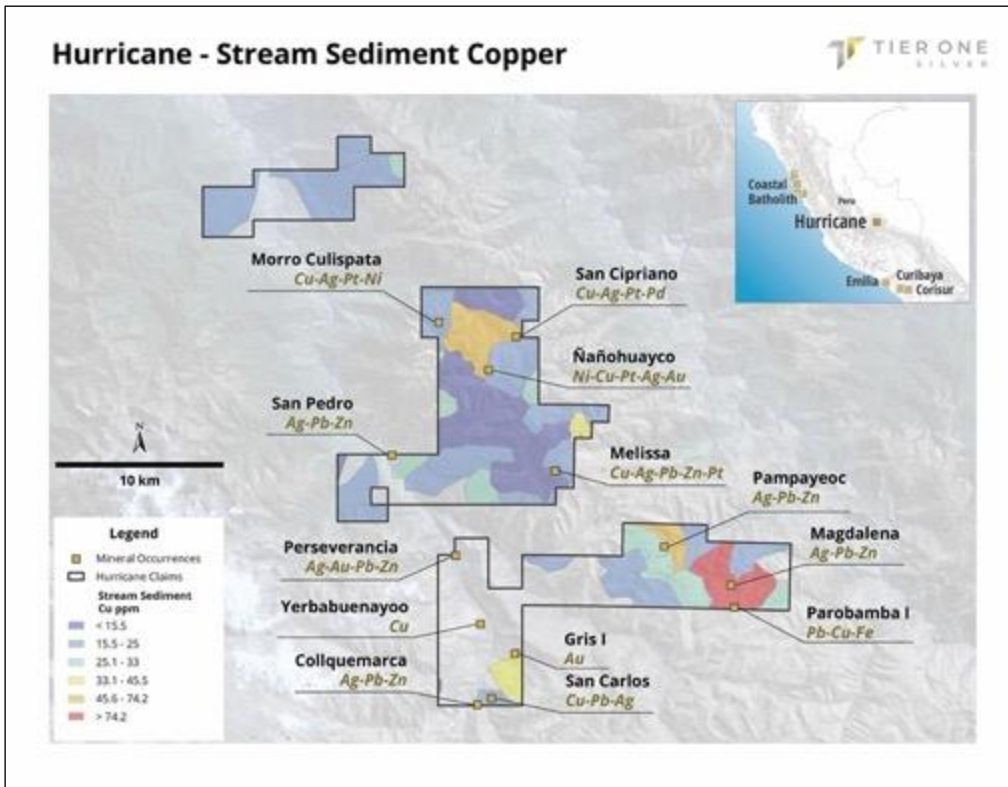 Hurricane - Stream Sediment Copper
TIER ONE
SILVER
Coastal
Batholith
Peru
Hurricane
Emilia
Curibaya
Corisur
Morro Culispata
Cu-Ag-Pt-Ni
San Cipriano
Cu-Ag-Pt-Pd
Ñañohuayco
Ni-Cu-Pt-Ag-Au
San Pedro
Ag-Pb-Zn
N
10 km
Melissa
Cu-Ag-Pb-Zn-Pt
Pampayeoc
Ag-Pb-Zn
Magdalena
Ag-Pb-Zn
Parobamba I
Pb-Cu-Fe
Perseverancia
Ag-Au-Pb-Zn
Yerbabuenayoo
Cu
Collquemarca
Ag-Pb-Zn
Gris I
Au
San Carlos
Cu-Pb-Ag
Legend
Mineral Occurrences
Hurricane Claims
Stream Sediment
Cu ppm
< 15.5
15.5 - 25
25.1 - 33
33.1 - 45.5
45.6 - 74.2
> 74.2